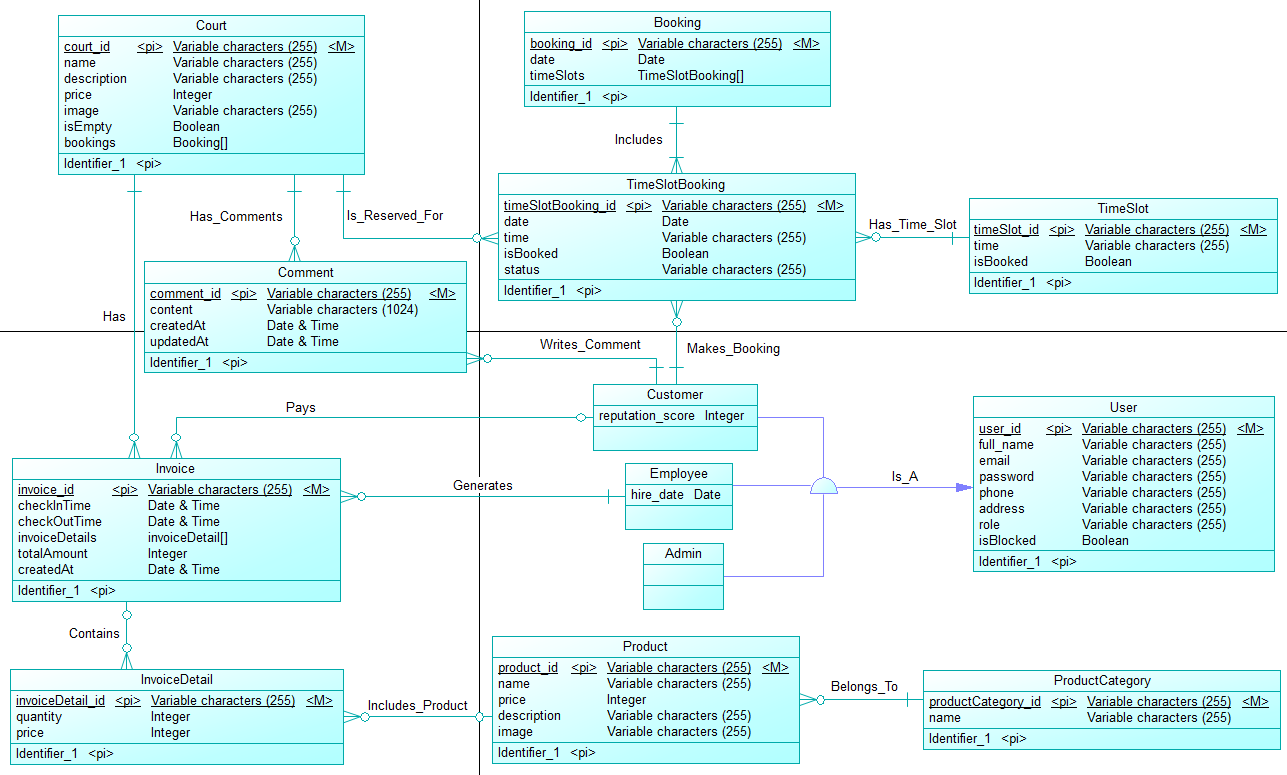 Court
court_id <pi> Variable characters (255) <M>
name Variable characters (255)
description Variable characters (255)
price Integer
image Variable characters (255)
isEmpty Boolean
bookings Booking[]
Identifier_1 <pi>
Booking
booking_id <pi> Variable characters (255) <M>
date Date
timeSlots TimeSlotBooking[]
Identifier_1 <pi>
Includes
Has_Comments
Is_Reserved_For
TimeSlotBooking
timeSlotBooking_id <pi> Variable characters (255) <M>
date Date
time Variable characters (255)
isBooked Boolean
status Variable characters (255)
Identifier_1 <pi>
Has_Time_Slot
TimeSlot
timeSlot_id <pi> Variable characters (255) <M>
time Variable characters (255)
isBooked Boolean
Identifier_1 <pi>
Comment
comment_id <pi> Variable characters (255) <M>
content Variable characters (1024)
createdAt Date & Time
updatedAt Date & Time
Identifier_1 <pi>
Has
Writes_Comment
Makes_Booking
Customer
reputation_score Integer
Pays
User
user_id <pi> Variable characters (255) <M>
full_name Variable characters (255)
email Variable characters (255)
password Variable characters (255)
phone Variable characters (255)
address Variable characters (255)
role Variable characters (255)
isBlocked Boolean
Identifier_1 <pi>
Is_A
Invoice
invoice_id <pi> Variable characters (255) <M>
checkInTime Date & Time
checkOutTime Date & Time
invoiceDetails invoiceDetail[]
totalAmount Integer
createdAt Date & Time
Identifier_1 <pi>
Generates
Employee
hire_date Date
Admin
Contains
InvoiceDetail
invoiceDetail_id <pi> Variable characters (255) <M>
quantity Integer
price Integer
Identifier_1 <pi>
Includes_Product
Product
product_id <pi> Variable characters (255) <M>
name Variable characters (255)
price Integer
description Variable characters (255)
image Variable characters (255)
Identifier_1 <pi>
Belongs_To
ProductCategory
productCategory_id <pi> Variable characters (255) <M>
name Variable characters (255)
Identifier_1 <pi>